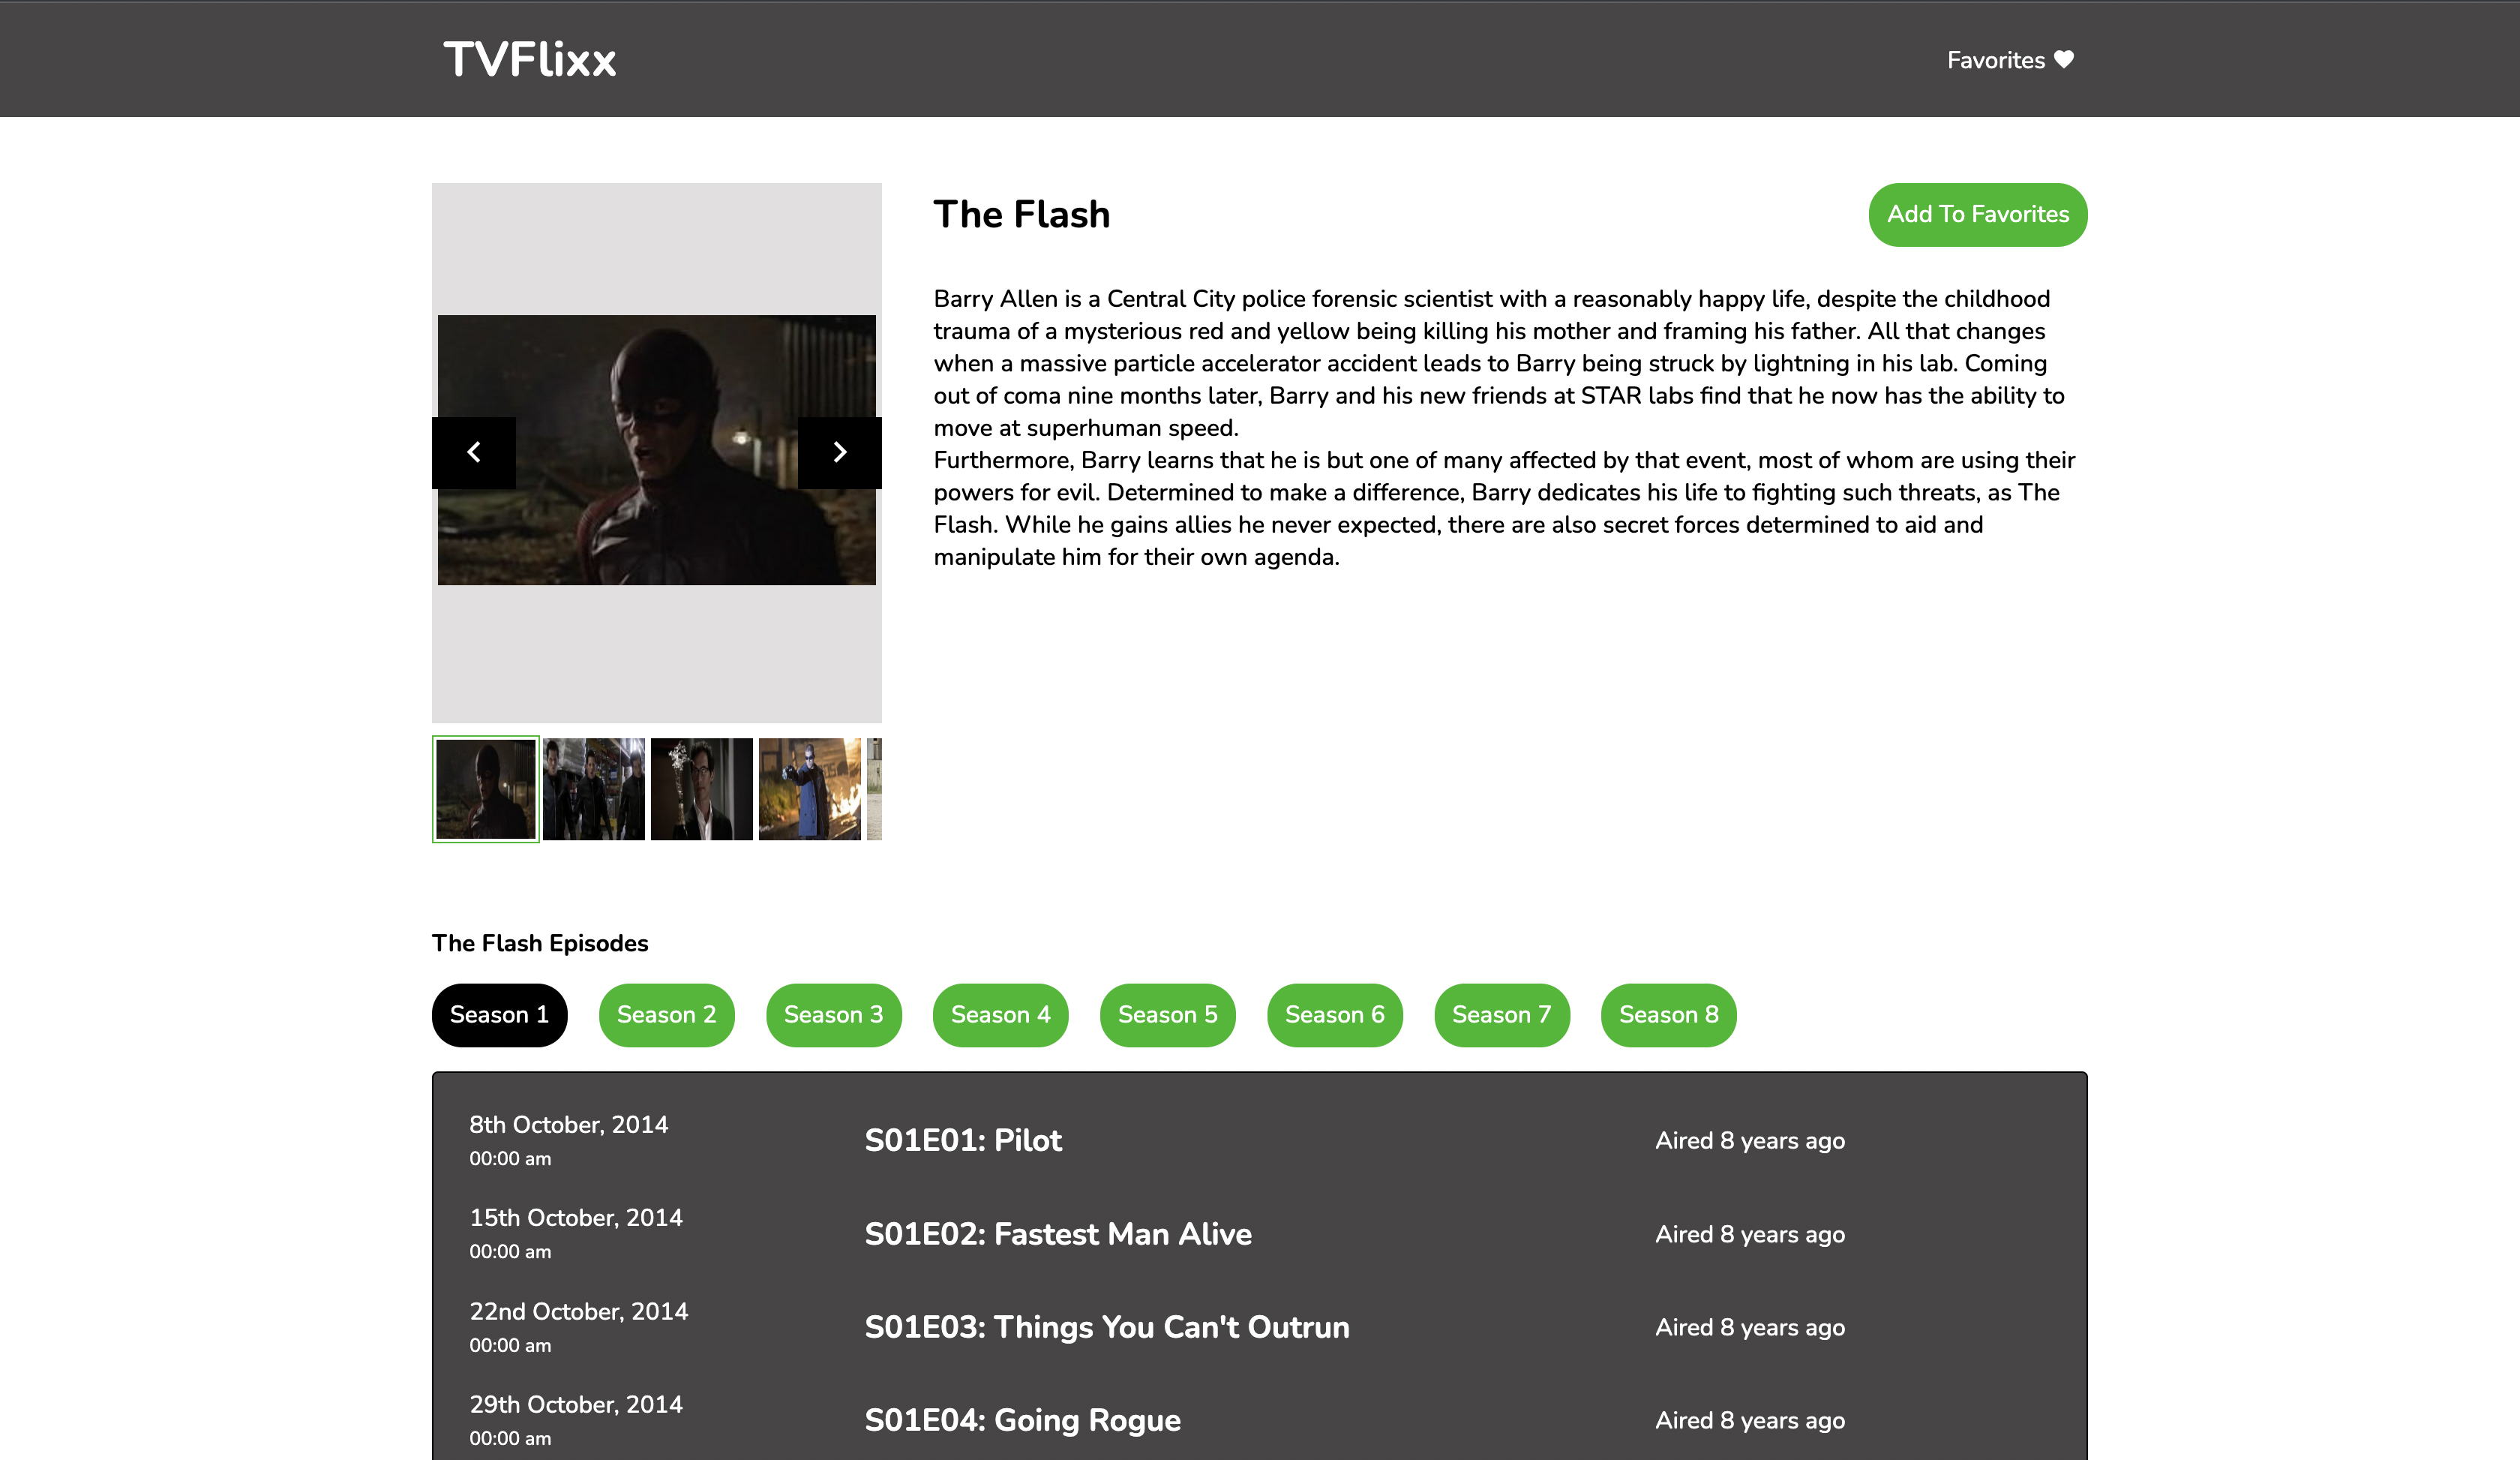 TVFlixx
Favorites
The Flash
Add To Favorites
Barry Allen is a Central City police forensic scientist with a reasonably happy life, despite the childhood
trauma of a mysterious red and yellow being killing his mother and framing his father. All that changes
when a massive particle accelerator accident leads to Barry being struck by lightning in his lab. Coming
out of coma nine months later, Barry and his new friends at STAR labs find that he now has the ability to
move at superhuman speed.
Furthermore, Barry learns that he is but one of many affected by that event, most of whom are using their
powers for evil. Determined to make a difference, Barry dedicates his life to fighting such threats, as The
Flash. While he gains allies he never expected, there are also secret forces determined to aid and
manipulate him for their own agenda.
The Flash Episodes
Season 1
Season 2
Season 3
Season 4
Season 5
Season 6
Season 7
Season 8
8th October, 2014
00:00 am
S01E01: Pilot
Aired 8 years ago
15th October, 2014
00:00 am
S01E02: Fastest Man Alive
Aired 8 years ago
22nd October, 2014
00:00 am
S01E03: Things You Can't Outrun
Aired 8 years ago
29th October, 2014
00:00 am
S01E04: Going Rogue
Aired 8 years ago